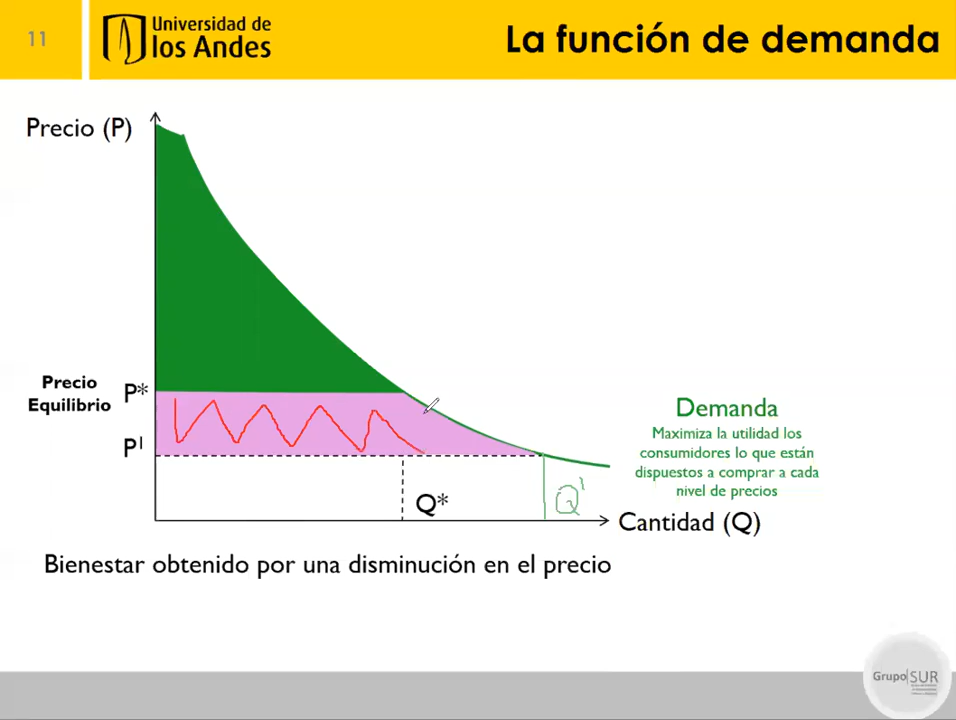 11
Universidad de
los Andes
La función de demanda
Precio (P)
Precio
Equilibrio
P*
P¹
Q*
Q'
Demanda
Maximiza la utilidad los
consumidores lo que están
dispuestos a comprar a cada
nivel de precios
Cantidad (Q)
Bienestar obtenido por una disminución en el precio
Grupo|SUR